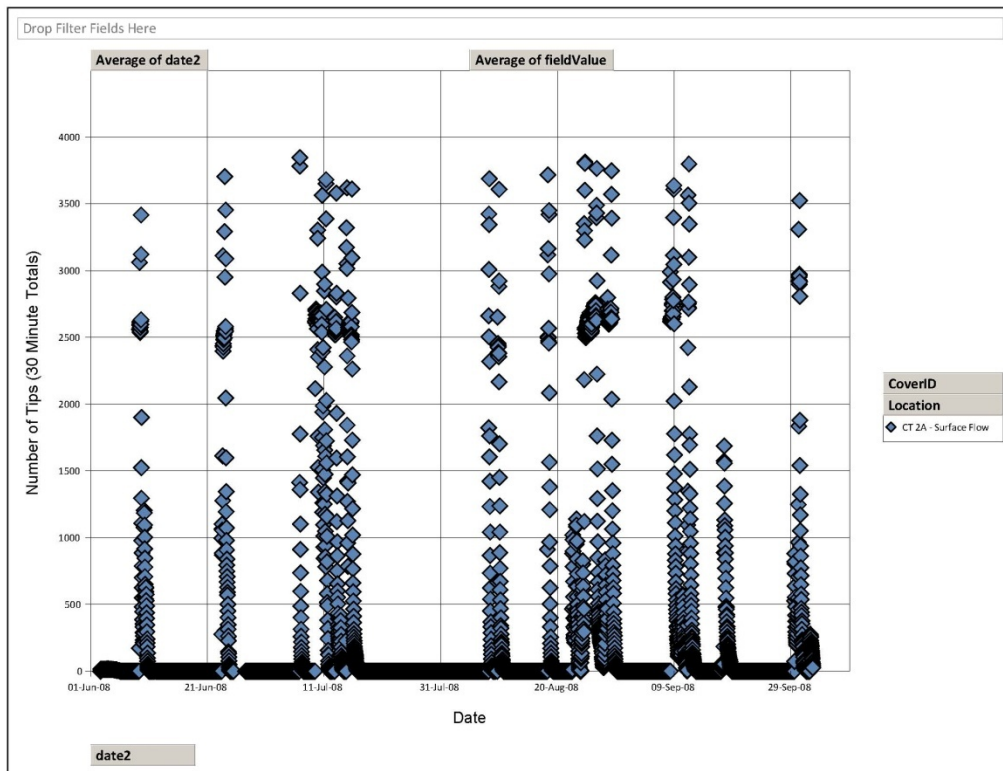 Drop Filter Fields Here
Average of date2
Average of fieldValue
4000
3500
3000
2500
2000
1500
1000
500
0
Number of Tips (30 Minute Totals)
01-Jun-08
21-Jun-08
11-Jul-08
31-Jul-08
20-Aug-08
09-Sep-08
29-Sep-08
Date
CoverID
Location
CT 2A - Surface Flow
date2